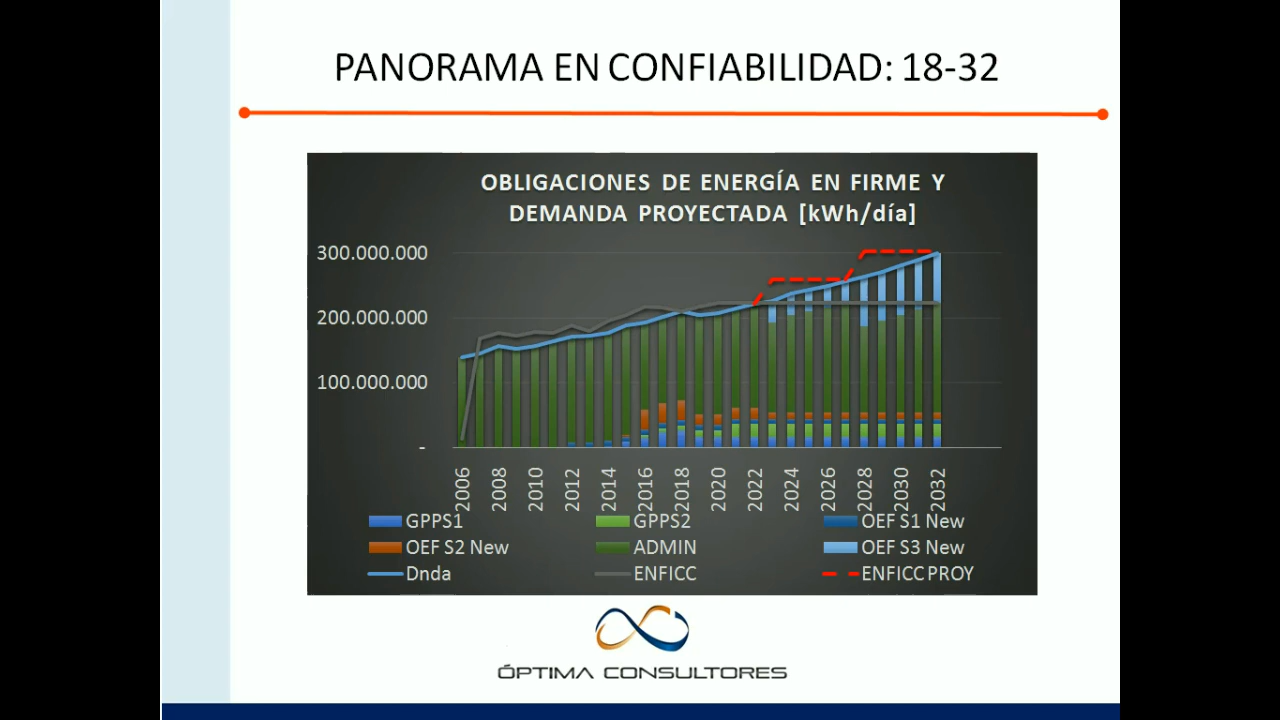 PANORAMA EN CONFIABILIDAD: 18-32
OBLIGACIONES DE ENERGÍA EN FIRME Y
DEMANDA PROYECTADA [kWh/día]
300.000.000
200.000.000
100.000.000
-
2006 2008 2010 2012 2014 2016 2018 2020 2022 2024 2026 2028 2030 2032
GPPS1 GPPS2 OEF S1 New
OEF S2 New ADMIN OEF S3 New
Dnda ENFICC ENFICC PROY
ÓPTIMA CONSULTORES